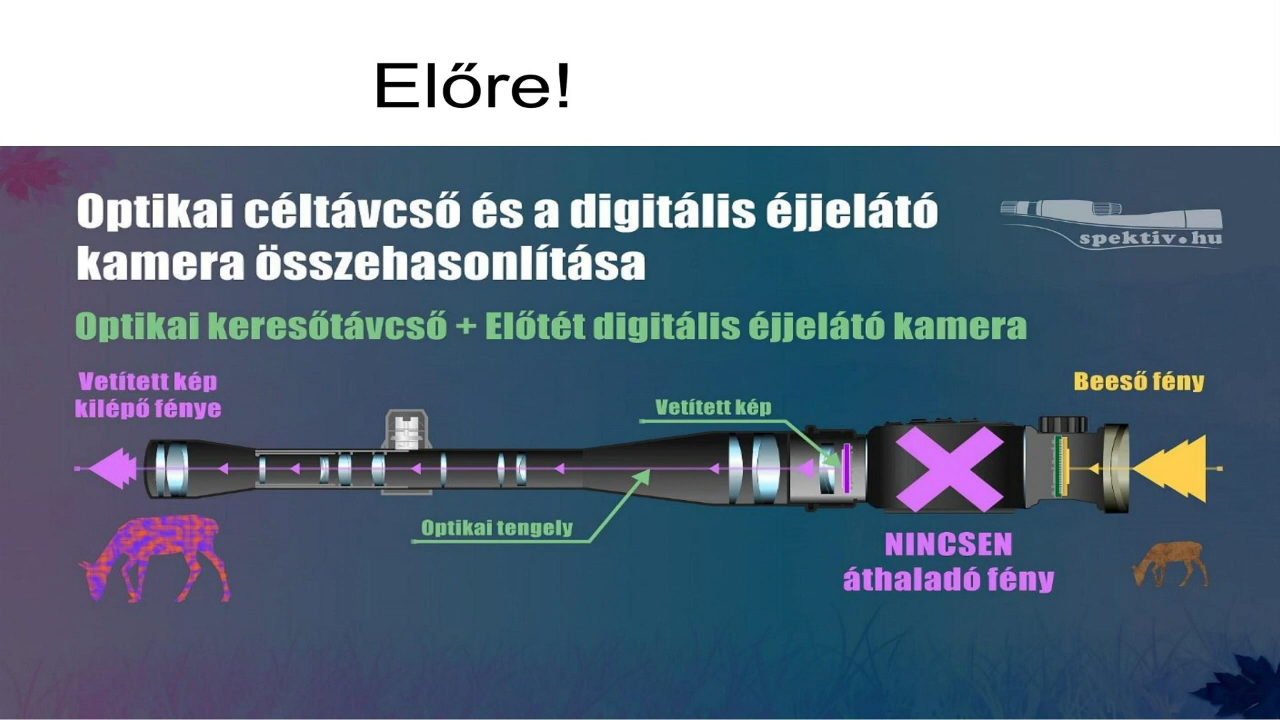 Előre!
Optikai céltávcső és a digitális éjjelátó
kamera összehasonlítása
spektiv.hu
Optikai keresőtávcső + Előtét digitális éjjelátó kamera
Vetített kép
kilépő fénye
Vetített kép
Beeső fény
Optikai tengely
NINCSEN
áthaladó fény